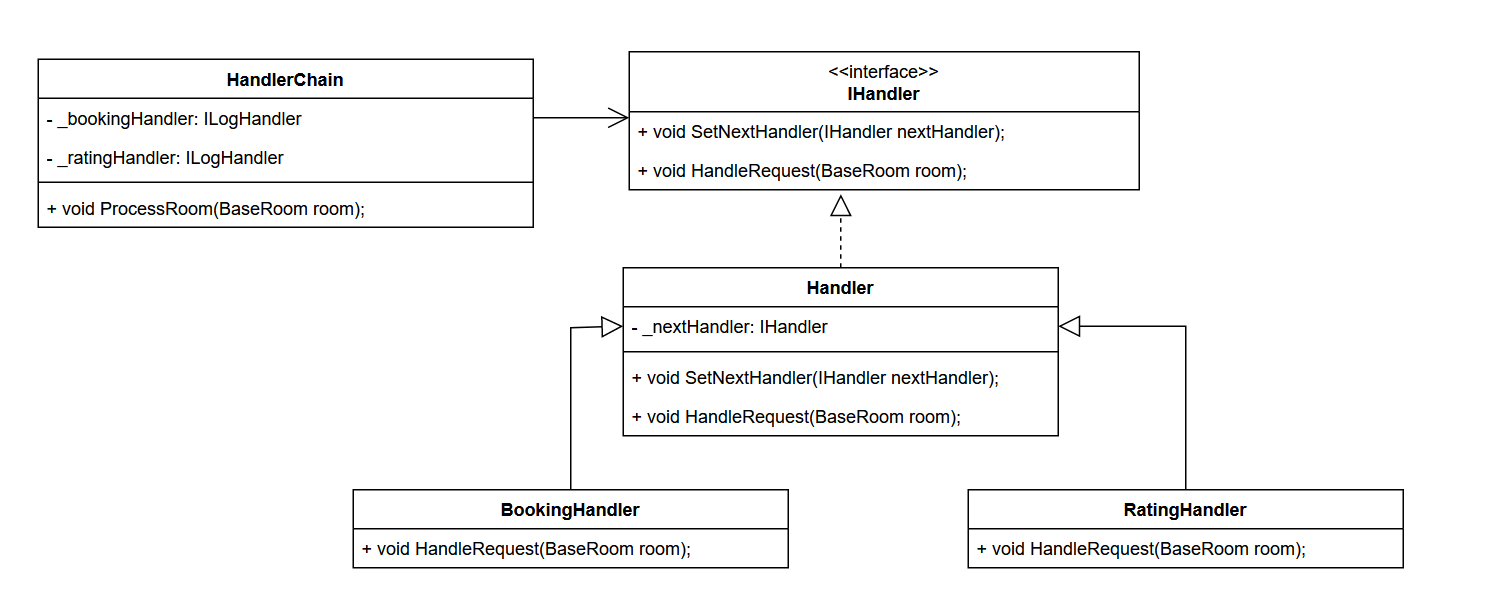 HandlerChain
- _bookingHandler: ILogHandler
- _ratingHandler: ILogHandler
+ void ProcessRoom(BaseRoom room);
<<interface>>
IHandler
+ void SetNextHandler(IHandler nextHandler);
+ void HandleRequest(BaseRoom room);
Handler
- _nextHandler: IHandler
+ void SetNextHandler(IHandler nextHandler);
+ void HandleRequest(BaseRoom room);
BookingHandler
+ void HandleRequest(BaseRoom room);
RatingHandler
+ void HandleRequest(BaseRoom room);